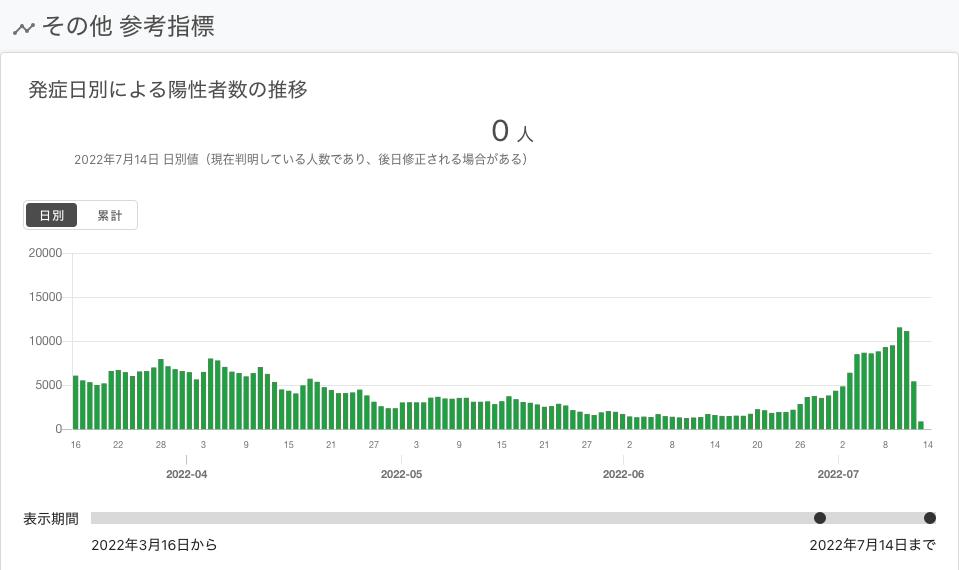 その他 参考指標
発症日別による陽性者数の推移
0 人
2022年7月14日 日別値（現在判明している人数であり、後日修正される場合がある）
日別 累計
20000
15000
10000
5000
0
16 22 28 3 9 15 21 27 3 9 15 21 27 2 8 14 20 26 2 8 14
2022-04 2022-05 2022-06 2022-07
表示期間
2022年3月16日から 2022年7月14日まで